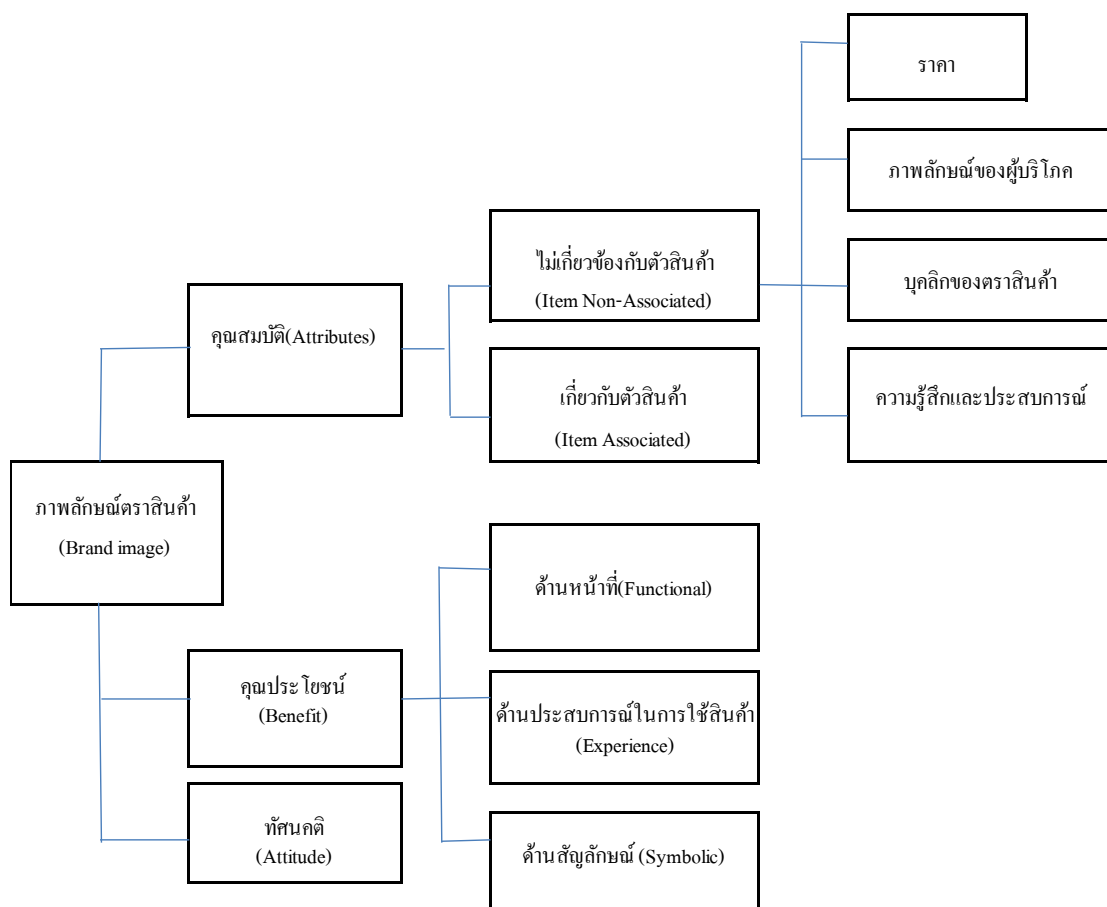 ราคา
ภาพลักษณ์ของผู้บริโภค
ไม่เกี่ยวข้องกับตัวสินค้า
(Item Non-Associated)
บุคลิกของตราสินค้า
คุณสมบัติ(Attributes)
เกี่ยวกับตัวสินค้า
(Item Associated)
ความรู้สึกและประสบการณ์
ภาพลักษณ์ตราสินค้า
(Brand image)
ด้านหน้าที่(Functional)
คุณประโยชน์
(Benefit)
ด้านประสบการณ์ในการใช้สินค้า
(Experience)
ทัศนคติ
(Attitude)
ด้านสัญลักษณ์ (Symbolic)